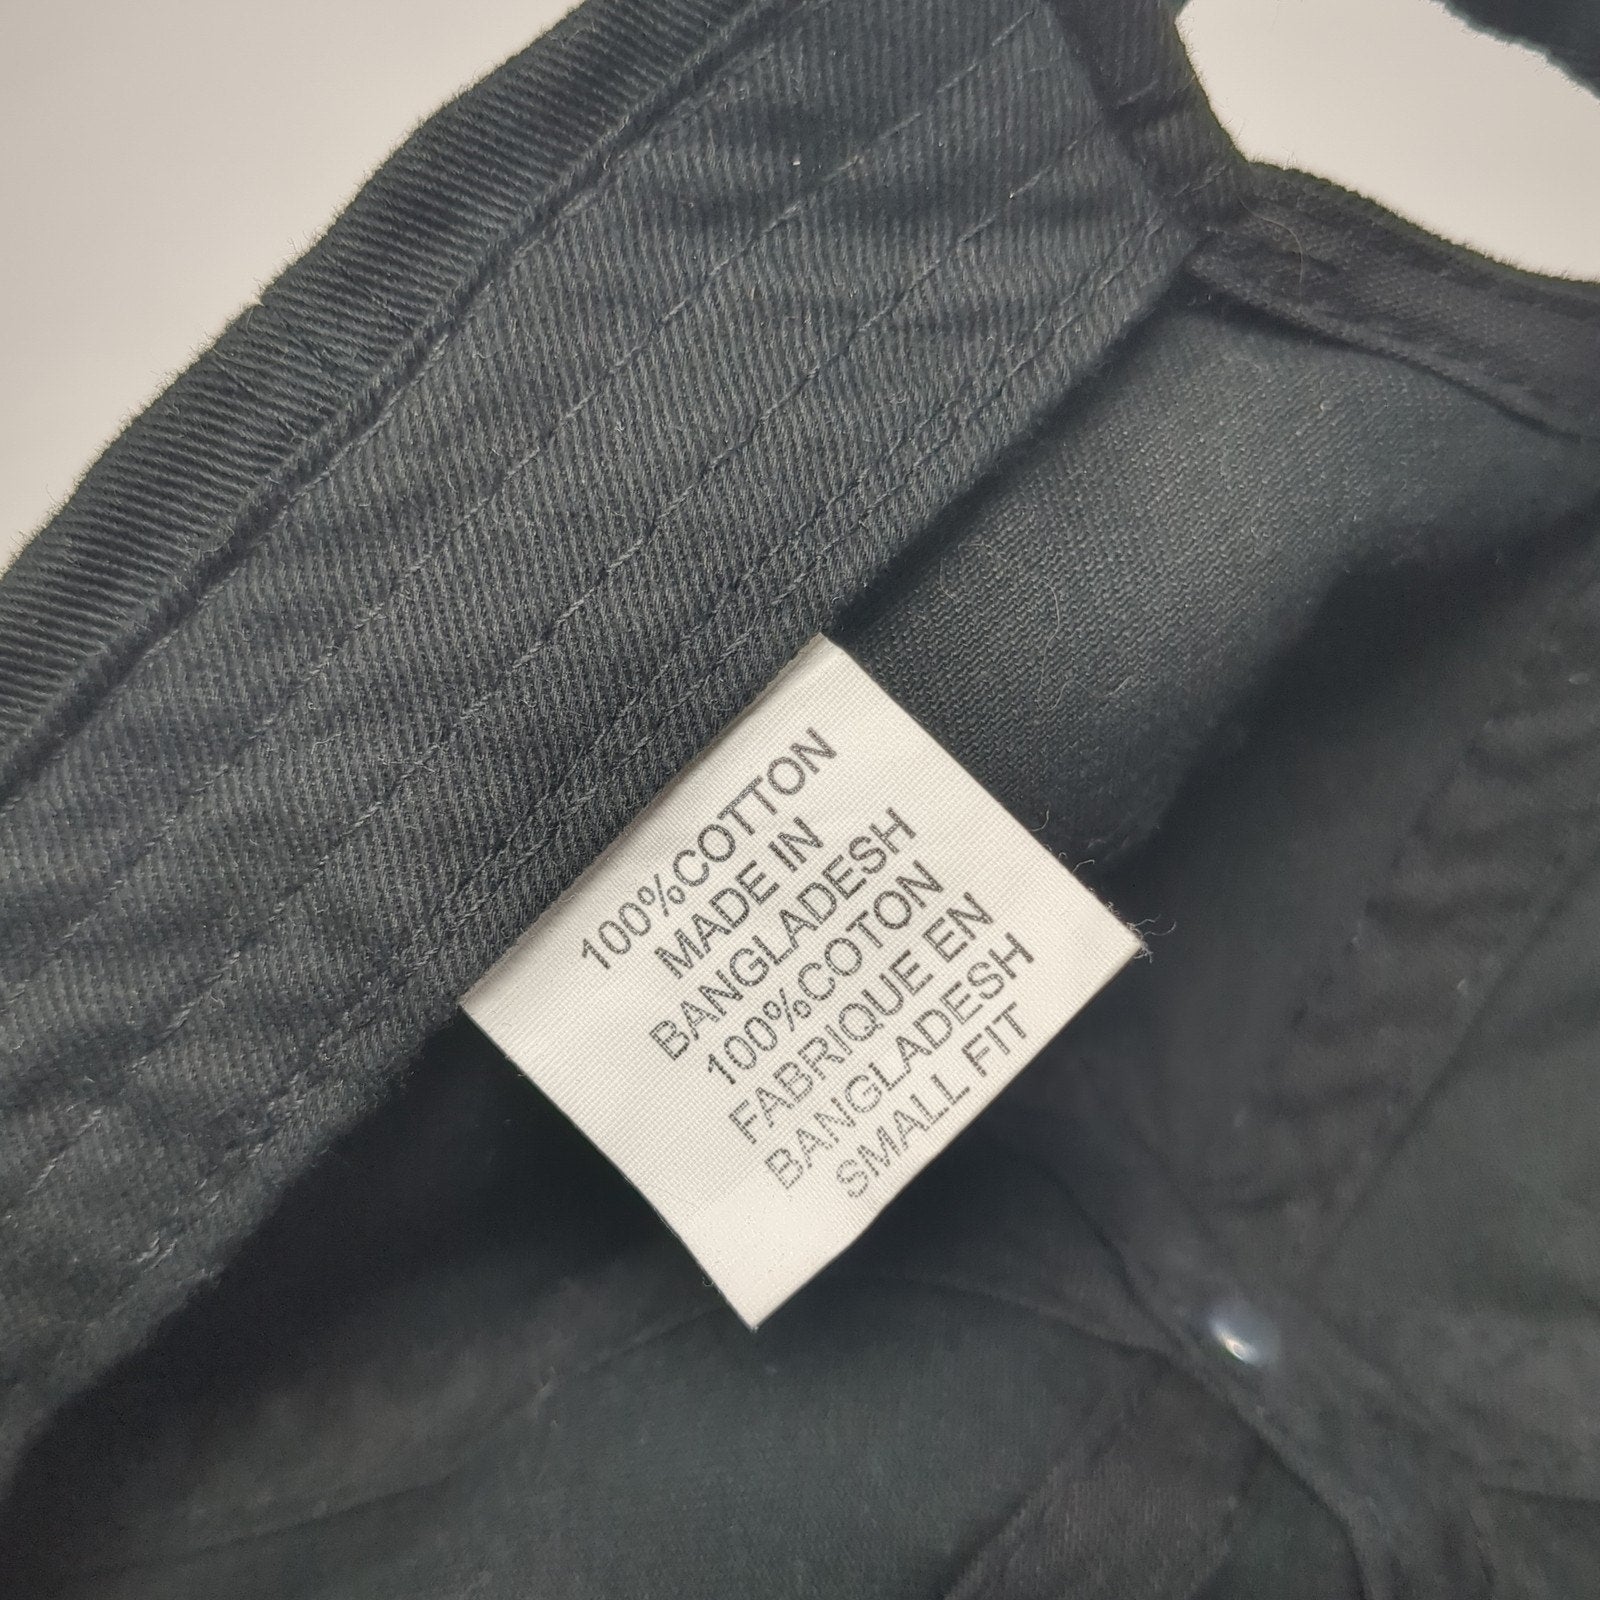 100%COTTON
MADE IN
BANGLADESH
100%COTON
FABRIQUE EN
BANGLADESH
SMALL FIT